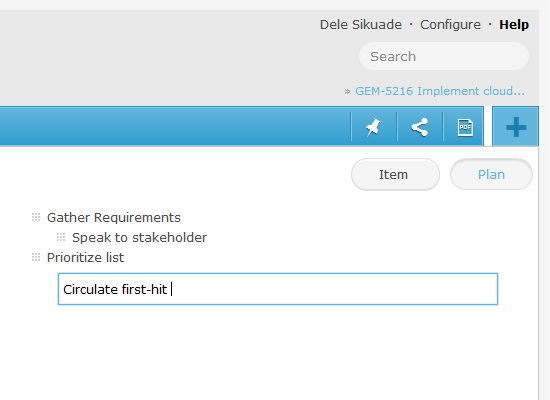 Dele Sikuade · Configure · Help
Search
» GEM-5216 Implement cloud...
PDF
Item
Plan
Gather Requirements
Speak to stakeholder
Prioritize list
Circulate first-hit